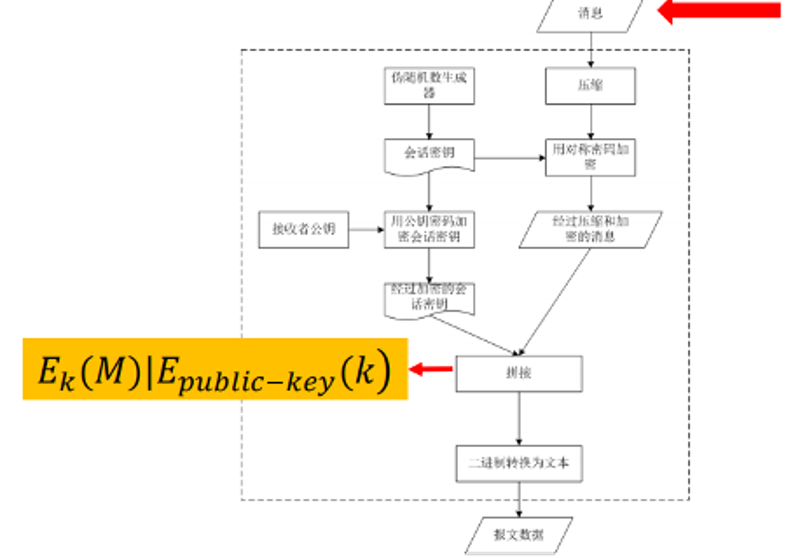 消息
伪随机数生成
器
压缩
会话密钥
用对称密码加
密
接收者公钥
用公钥密码加
密会话密钥
经过压缩和加
密的消息
经过加密的会
话密钥
E_k(M)|E_{public-key}(k)
拼接
二进制转换为文本
报文数据